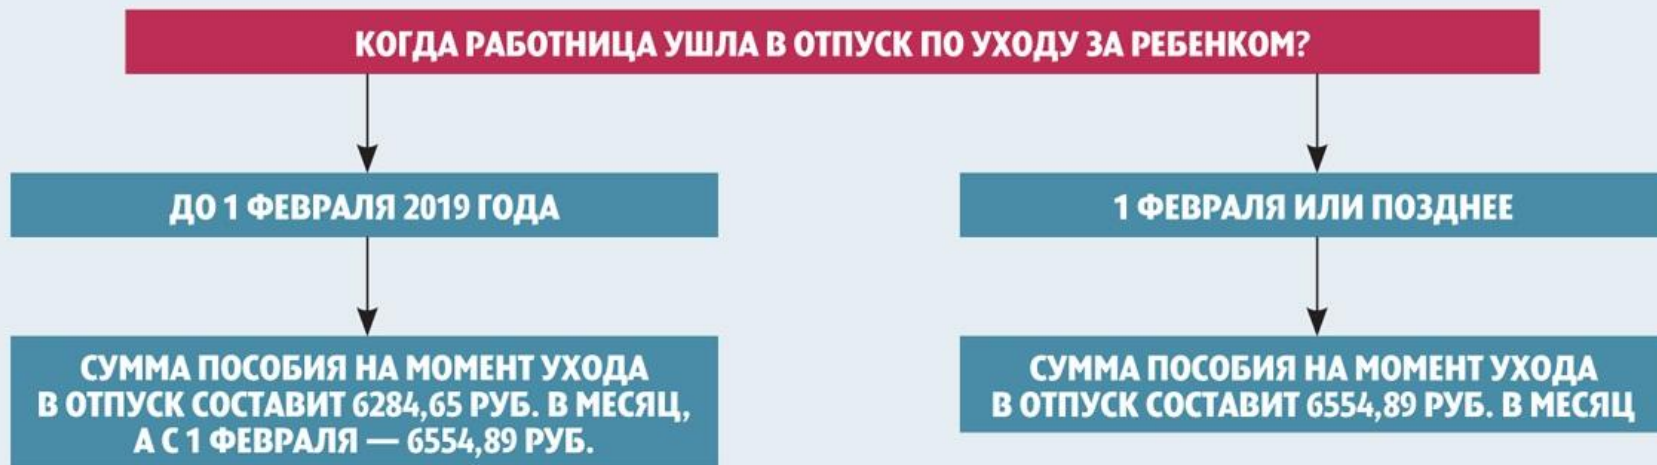 КОГДА РАБОТНИЦА УШЛА В ОТПУСК ПО УХОДУ ЗА РЕБЕНКОМ?
ДО 1 ФЕВРАЛЯ 2019 ГОДА
1 ФЕВРАЛЯ ИЛИ ПОЗДНЕЕ
СУММА ПОСОБИЯ НА МОМЕНТ УХОДА
В ОТПУСК СОСТАВИТ 6284,65 РУБ. В МЕСЯЦ,
А С 1 ФЕВРАЛЯ — 6554,89 РУБ.
СУММА ПОСОБИЯ НА МОМЕНТ УХОДА
В ОТПУСК СОСТАВИТ 6554,89 РУБ. В МЕСЯЦ